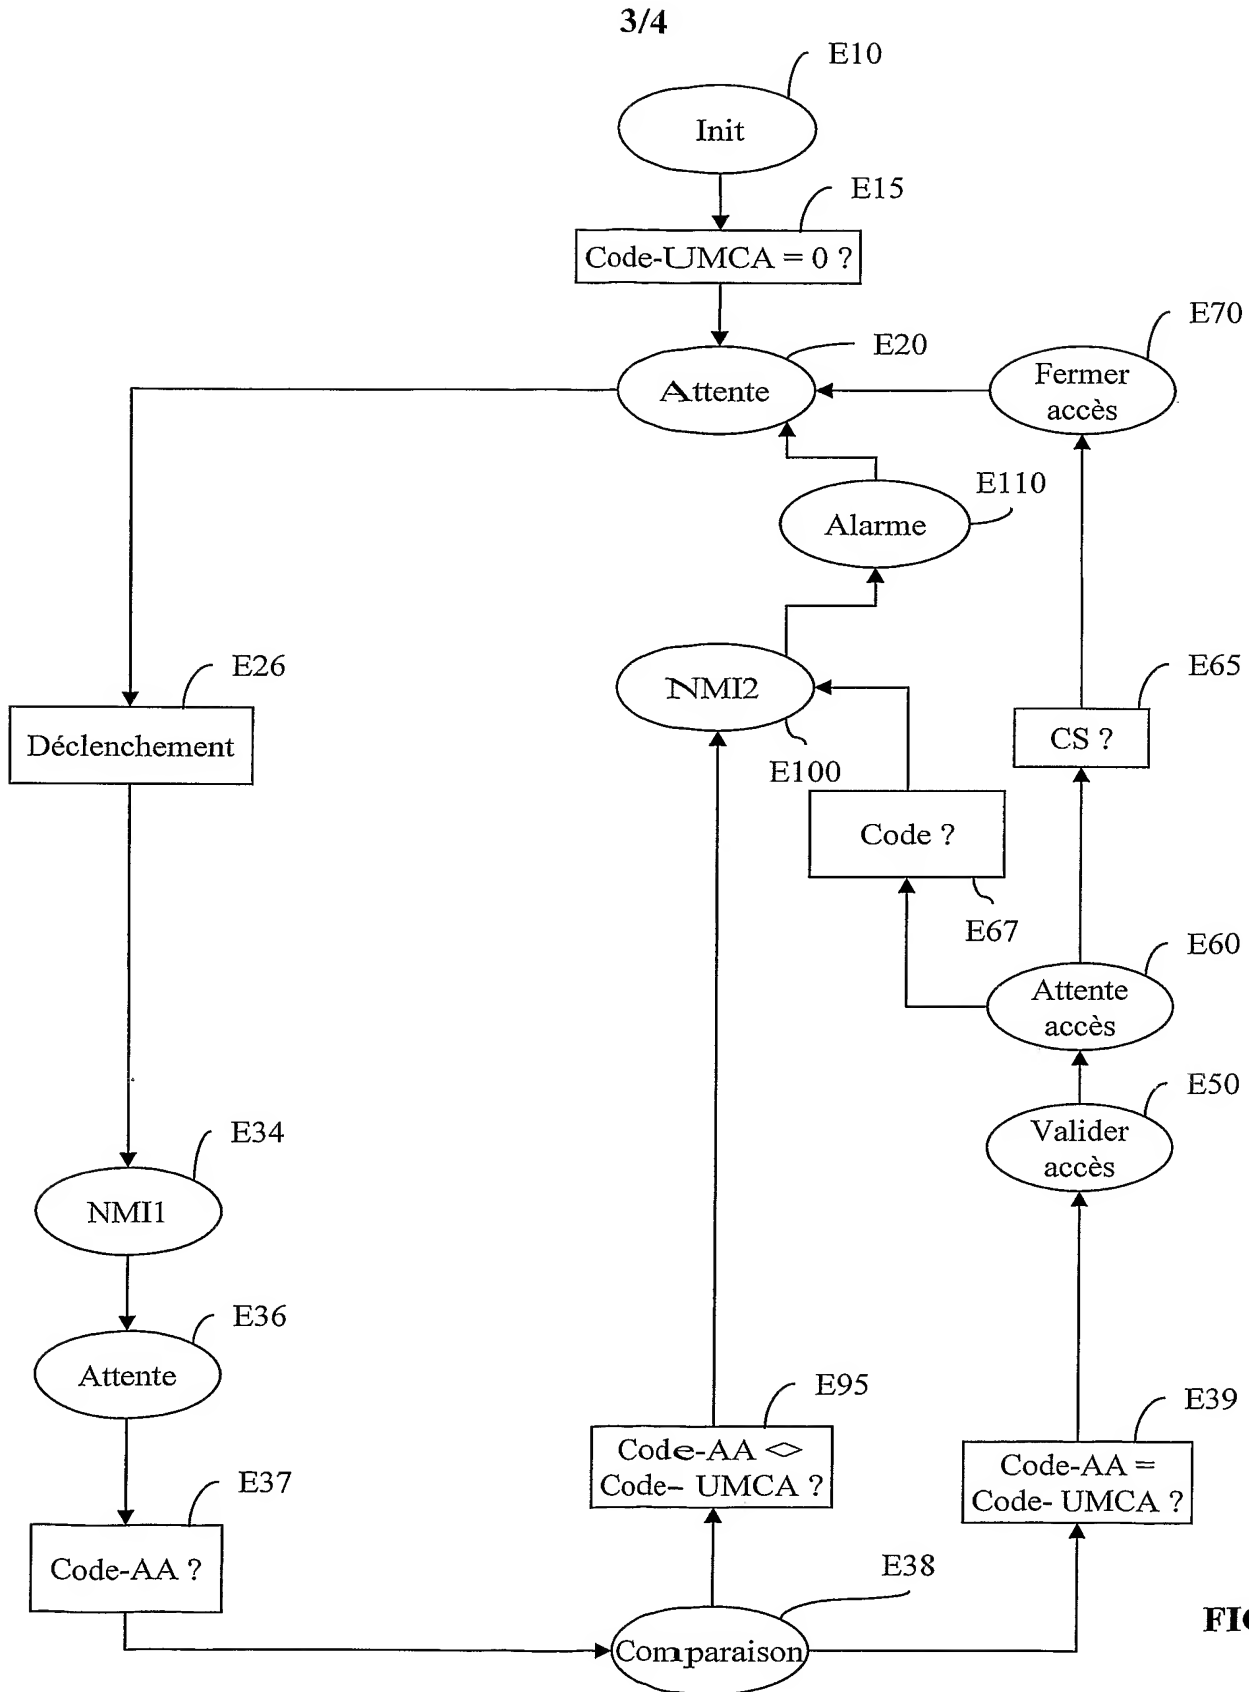 3/4
E10
Init
E15
Code-UMCA = 0 ?
E70
E20
Fermer
accès
Attente
E110
Alarme
E26
NMI2
E65
Déclenchement
CS ?
E100
Code ?
E67
E60
Attente
accès
E50
E34
Valider
accès
NMI1
E36
Attente
E95
E39
Code-AA <>
Code- UMCA ?
Code-AA =
Code- UMCA ?
E37
Code-AA ?
E38
Comparaison